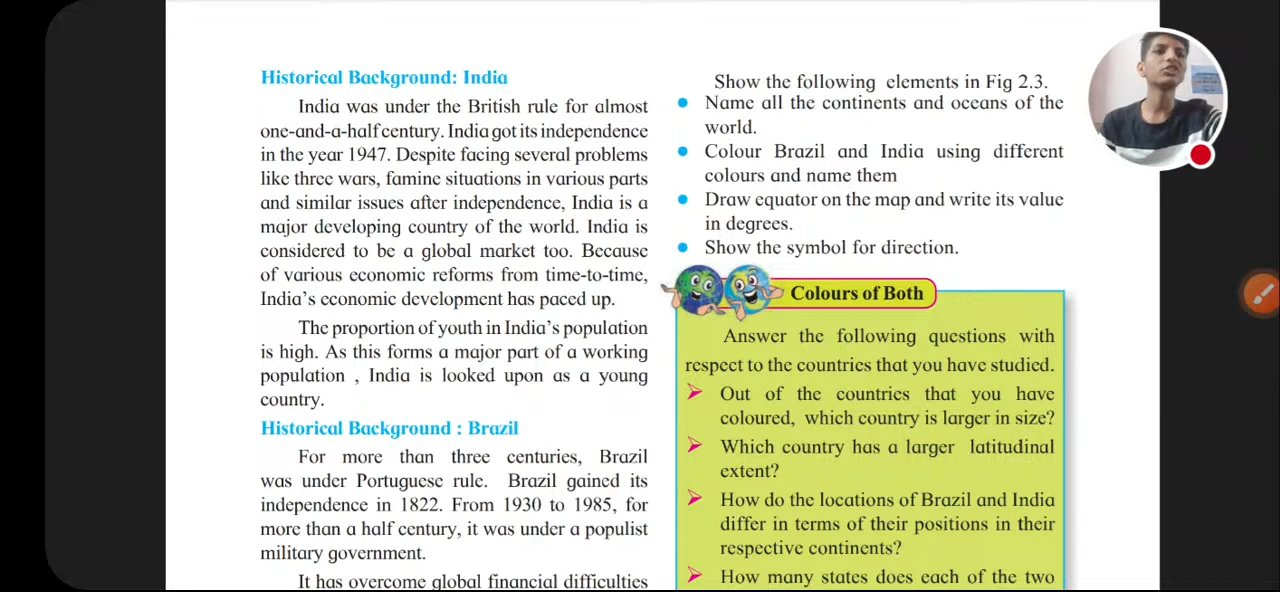 Historical Background: India
India was under the British rule for almost
one-and-a-half century. India got its independence
in the year 1947. Despite facing several problems
like three wars, famine situations in various parts
and similar issues after independence, India is a
major developing country of the world. India is
considered to be a global market too. Because
of various economic reforms from time-to-time,
India's economic development has paced up.
The proportion of youth in India's population
is high. As this forms a major part of a working
population , India is looked upon as a young
country.
Historical Background : Brazil
For more than three centuries, Brazil
was under Portuguese rule. Brazil gained its
independence in 1822. From 1930 to 1985, for
more than a half century, it was under a populist
military government.
It has overcome global financial difficulties
Show the following elements in Fig 2.3.
• Name all the continents and oceans of the
world.
• Colour Brazil and India using different
colours and name them
• Draw equator on the map and write its value
in degrees.
• Show the symbol for direction.
Colours of Both
Answer the following questions with
respect to the countries that you have studied.
➢ Out of the countries that you have
coloured, which country is larger in size?
➢ Which country has a larger latitudinal
extent?
➢ How do the locations of Brazil and India
differ in terms of their positions in their
respective continents?
➢ How many states does each of the two